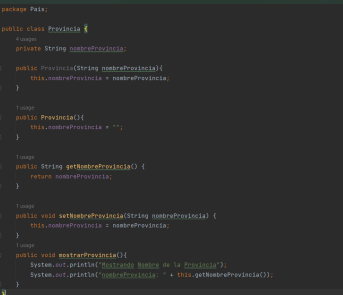 package Pais;
public class Provincia {
4 usages
private String nombreProvincia;
public Provincia(String nombreProvincia){
this.nombreProvincia = nombreProvincia;
}
1 usage
public Provincia(){
this.nombreProvincia = "";
}
1 usage
public String getNombreProvincia() {
return nombreProvincia;
}
1 usage
public void setNombreProvincia(String nombreProvincia) {
this.nombreProvincia = nombreProvincia;
}
1 usage
public void mostrarProvincia(){
System.out.println("Mostrando Nombre de la Provincia");
System.out.println("nombreProvincia: " + this.getNombreProvincia());
}
}